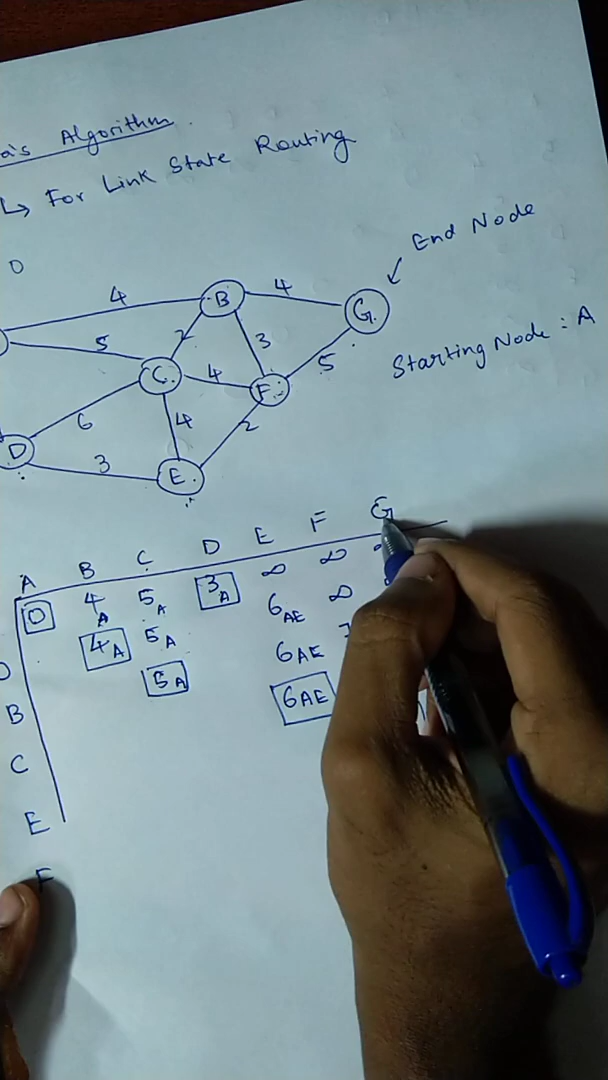 a's Algorithm.
↳ For Link State Routing
0
End Node
4 B 4 G
Starting Node : A
5 2 3
C 4 F 5
6 4 2
D 3 E
A B C D E F G
0 4A 5A 3A ∞ ∞
4A 5A 6AE ∞
5A 6AE
B 6AE
C
E
F